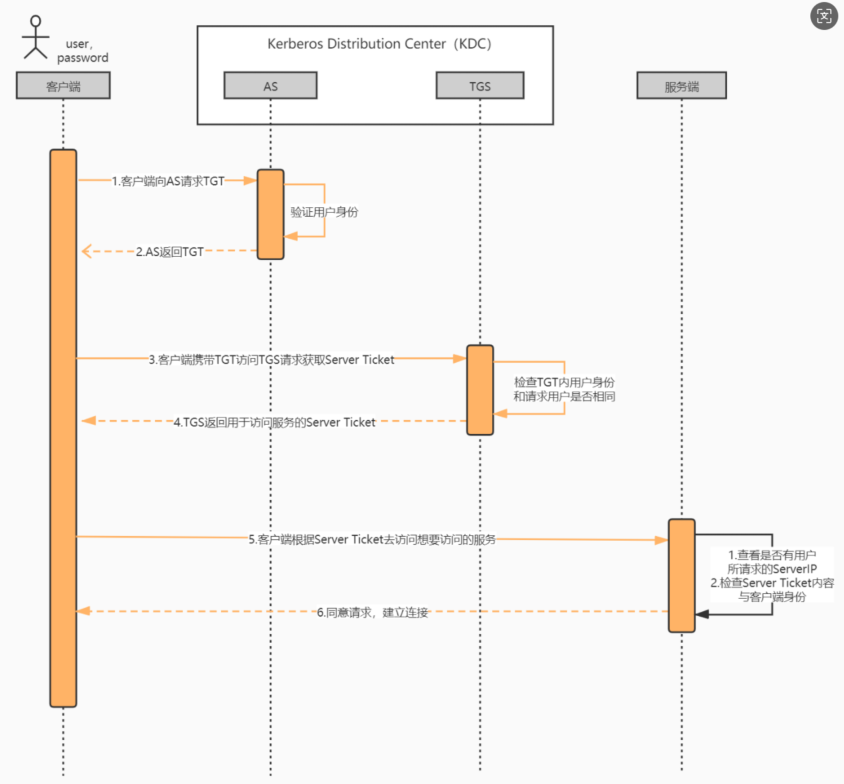 user,
password
Kerberos Distribution Center（KDC）
客户端
AS
TGS
服务端
1.客户端向AS请求TGT
验证用户身份
2.AS返回TGT
3.客户端携带TGT访问TGS请求获取Server Ticket
检查TGT内用户身份
和请求用户是否相同
4.TGS返回用于访问服务的Server Ticket
5.客户端根据Server Ticket去访问想要访问的服务
1.查看是否有用户
所请求的ServerIP
2.检查Server Ticket内容
与客户端身份
6.同意请求，建立连接